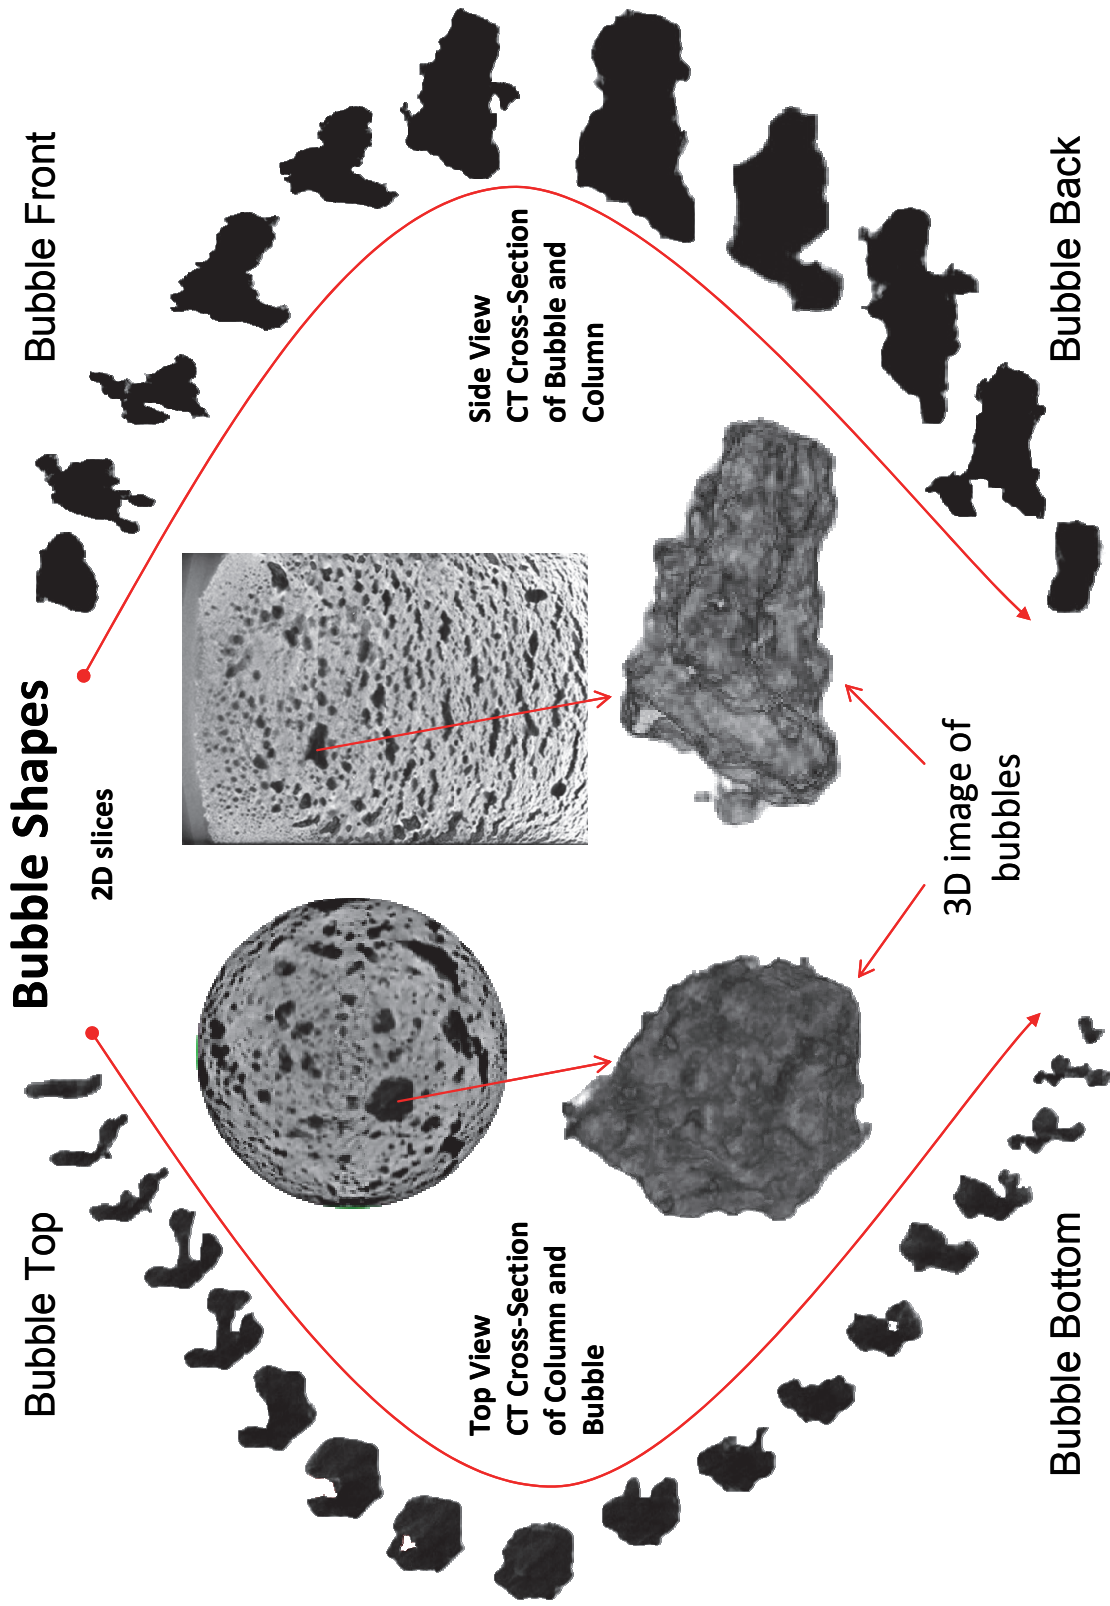 Bubble Shapes
2D slices
Bubble Top
Bubble Front
Top View
CT Cross-Section
of Column and
Bubble
Side View
CT Cross-Section
of Bubble and
Column
3D image of
bubbles
Bubble Bottom
Bubble Back